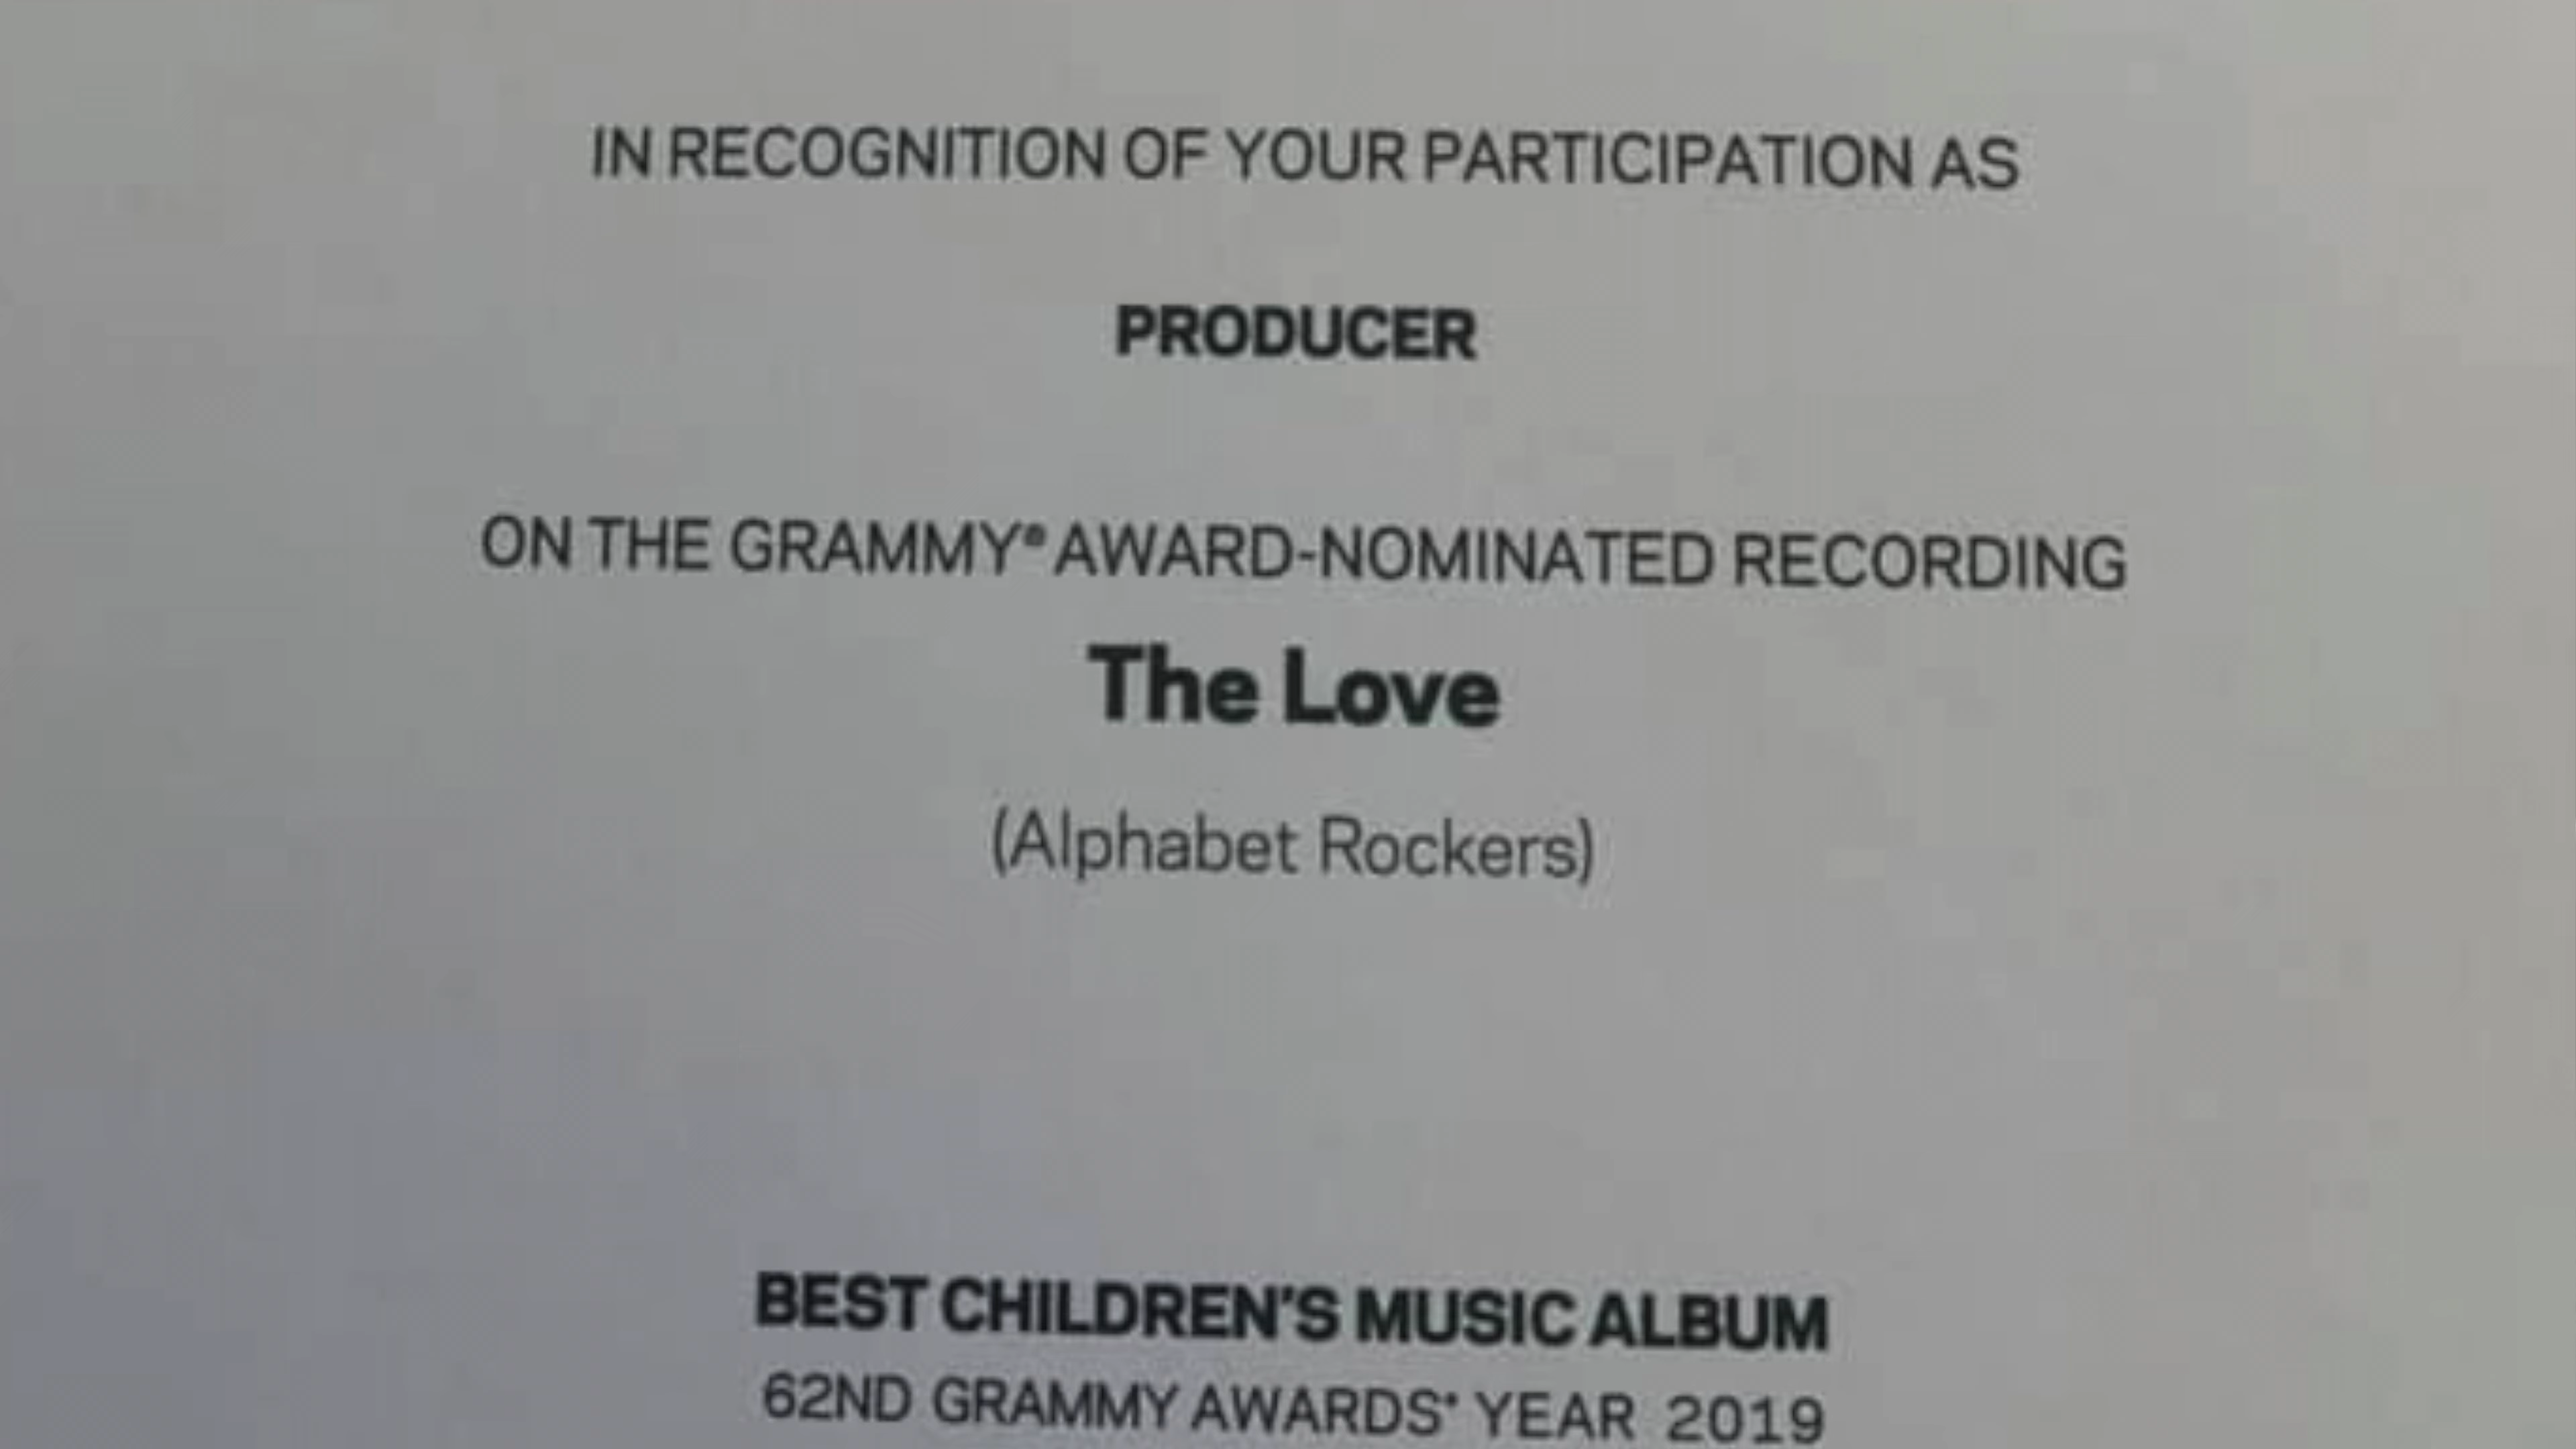 IN RECOGNITION OF YOUR PARTICIPATION AS
PRODUCER
ON THE GRAMMY® AWARD-NOMINATED RECORDING
The Love
(Alphabet Rockers)
BEST CHILDREN'S MUSIC ALBUM
62ND GRAMMY AWARDS® YEAR 2019